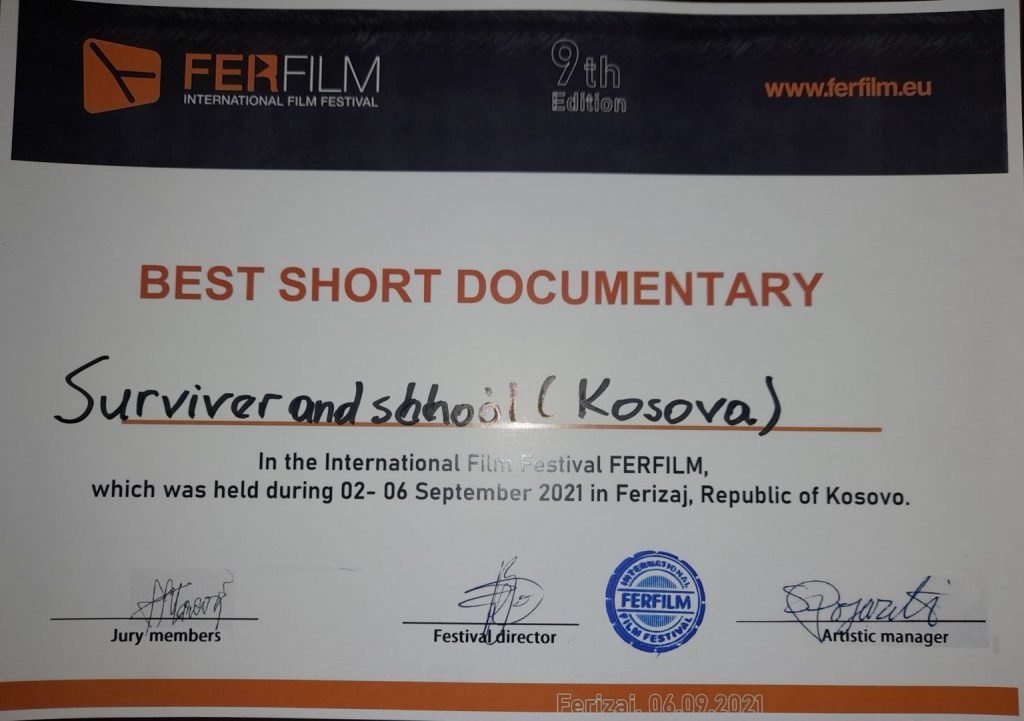 FERFILM
INTERNATIONAL FILM FESTIVAL
9th
Edition
www.ferfilm.eu
BEST SHORT DOCUMENTARY
Surviver and shhool (Kosova)
In the International Film Festival FERFILM,
which was held during 02- 06 September 2021 in Ferizaj, Republic of Kosovo.
INTERNATIONAL
FERFILM
FILM FESTIVAL
Jury members
Festival director
Artistic manager
Ferizaj, 06.09.2021